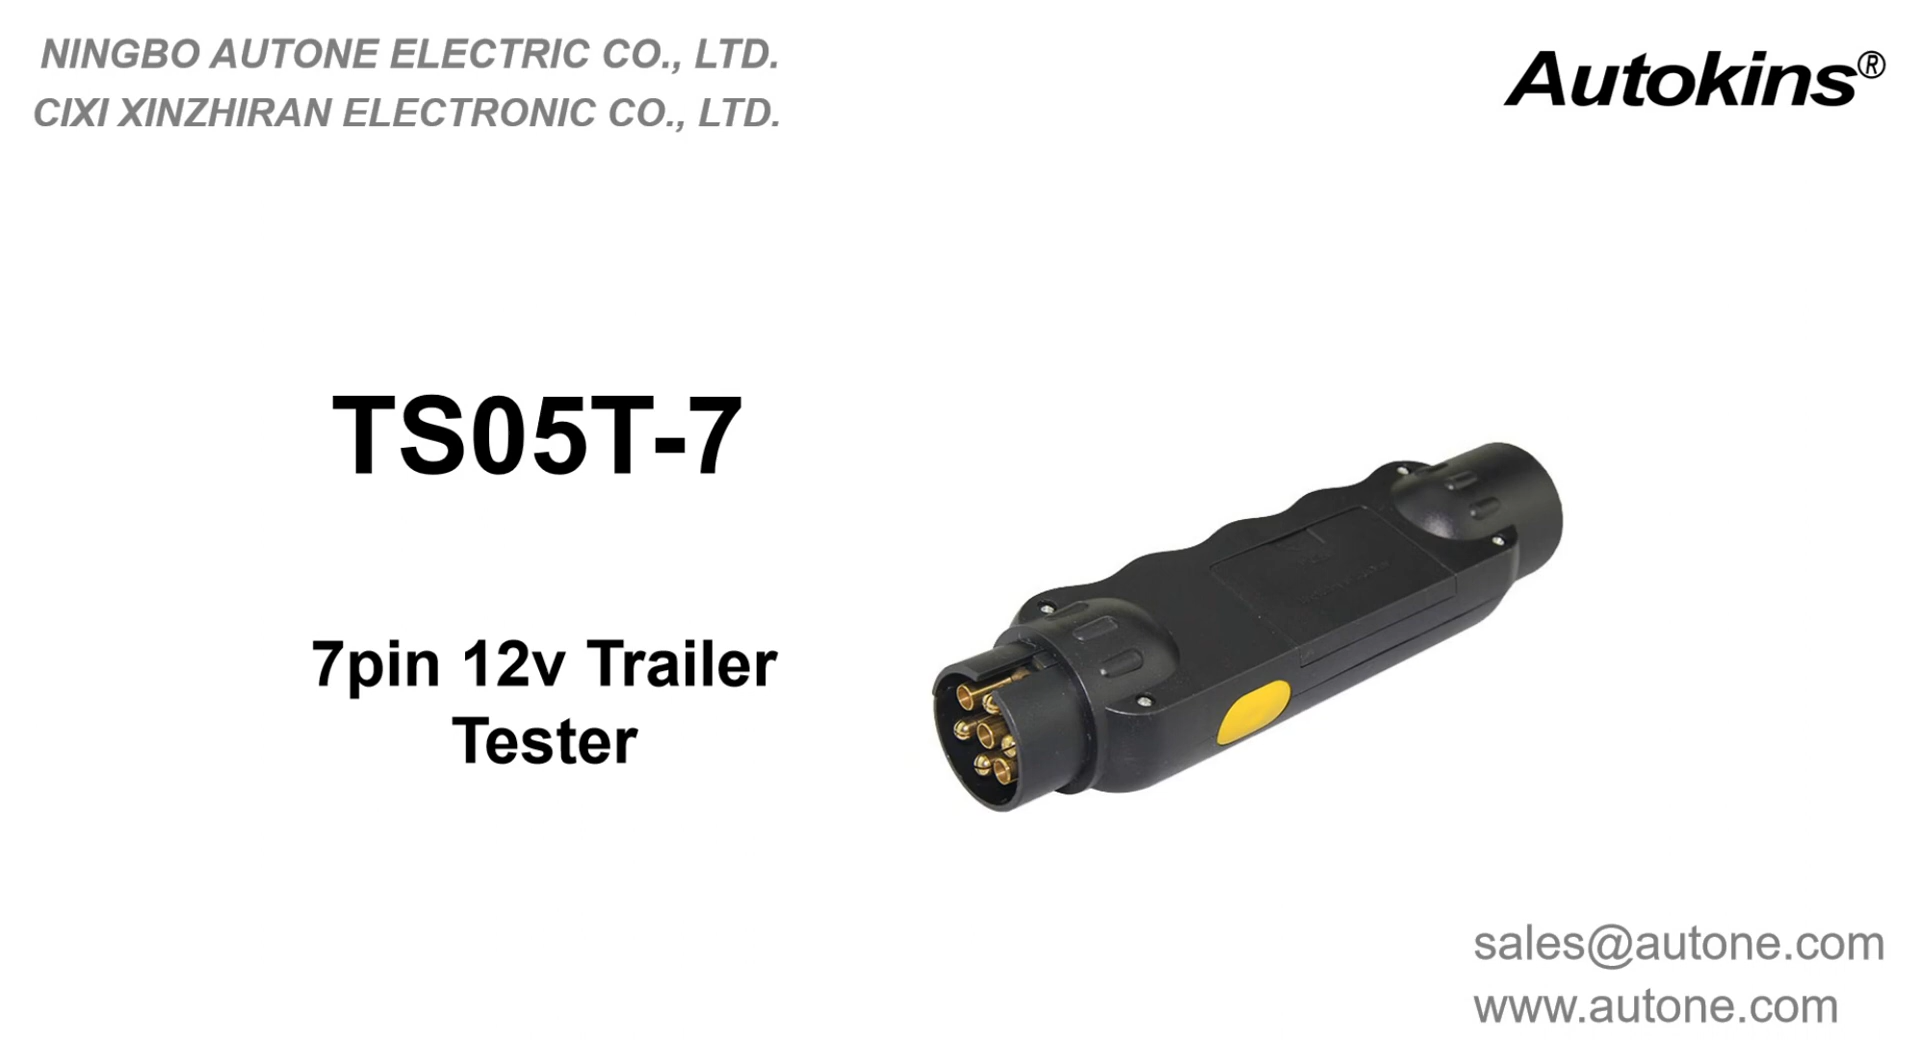 NINGBO AUTONE ELECTRIC CO., LTD.
CIXI XINZHIRAN ELECTRONIC CO., LTD.
Autokins®
TS05T-7
7pin 12v Trailer
Tester
sales@autone.com
www.autone.com